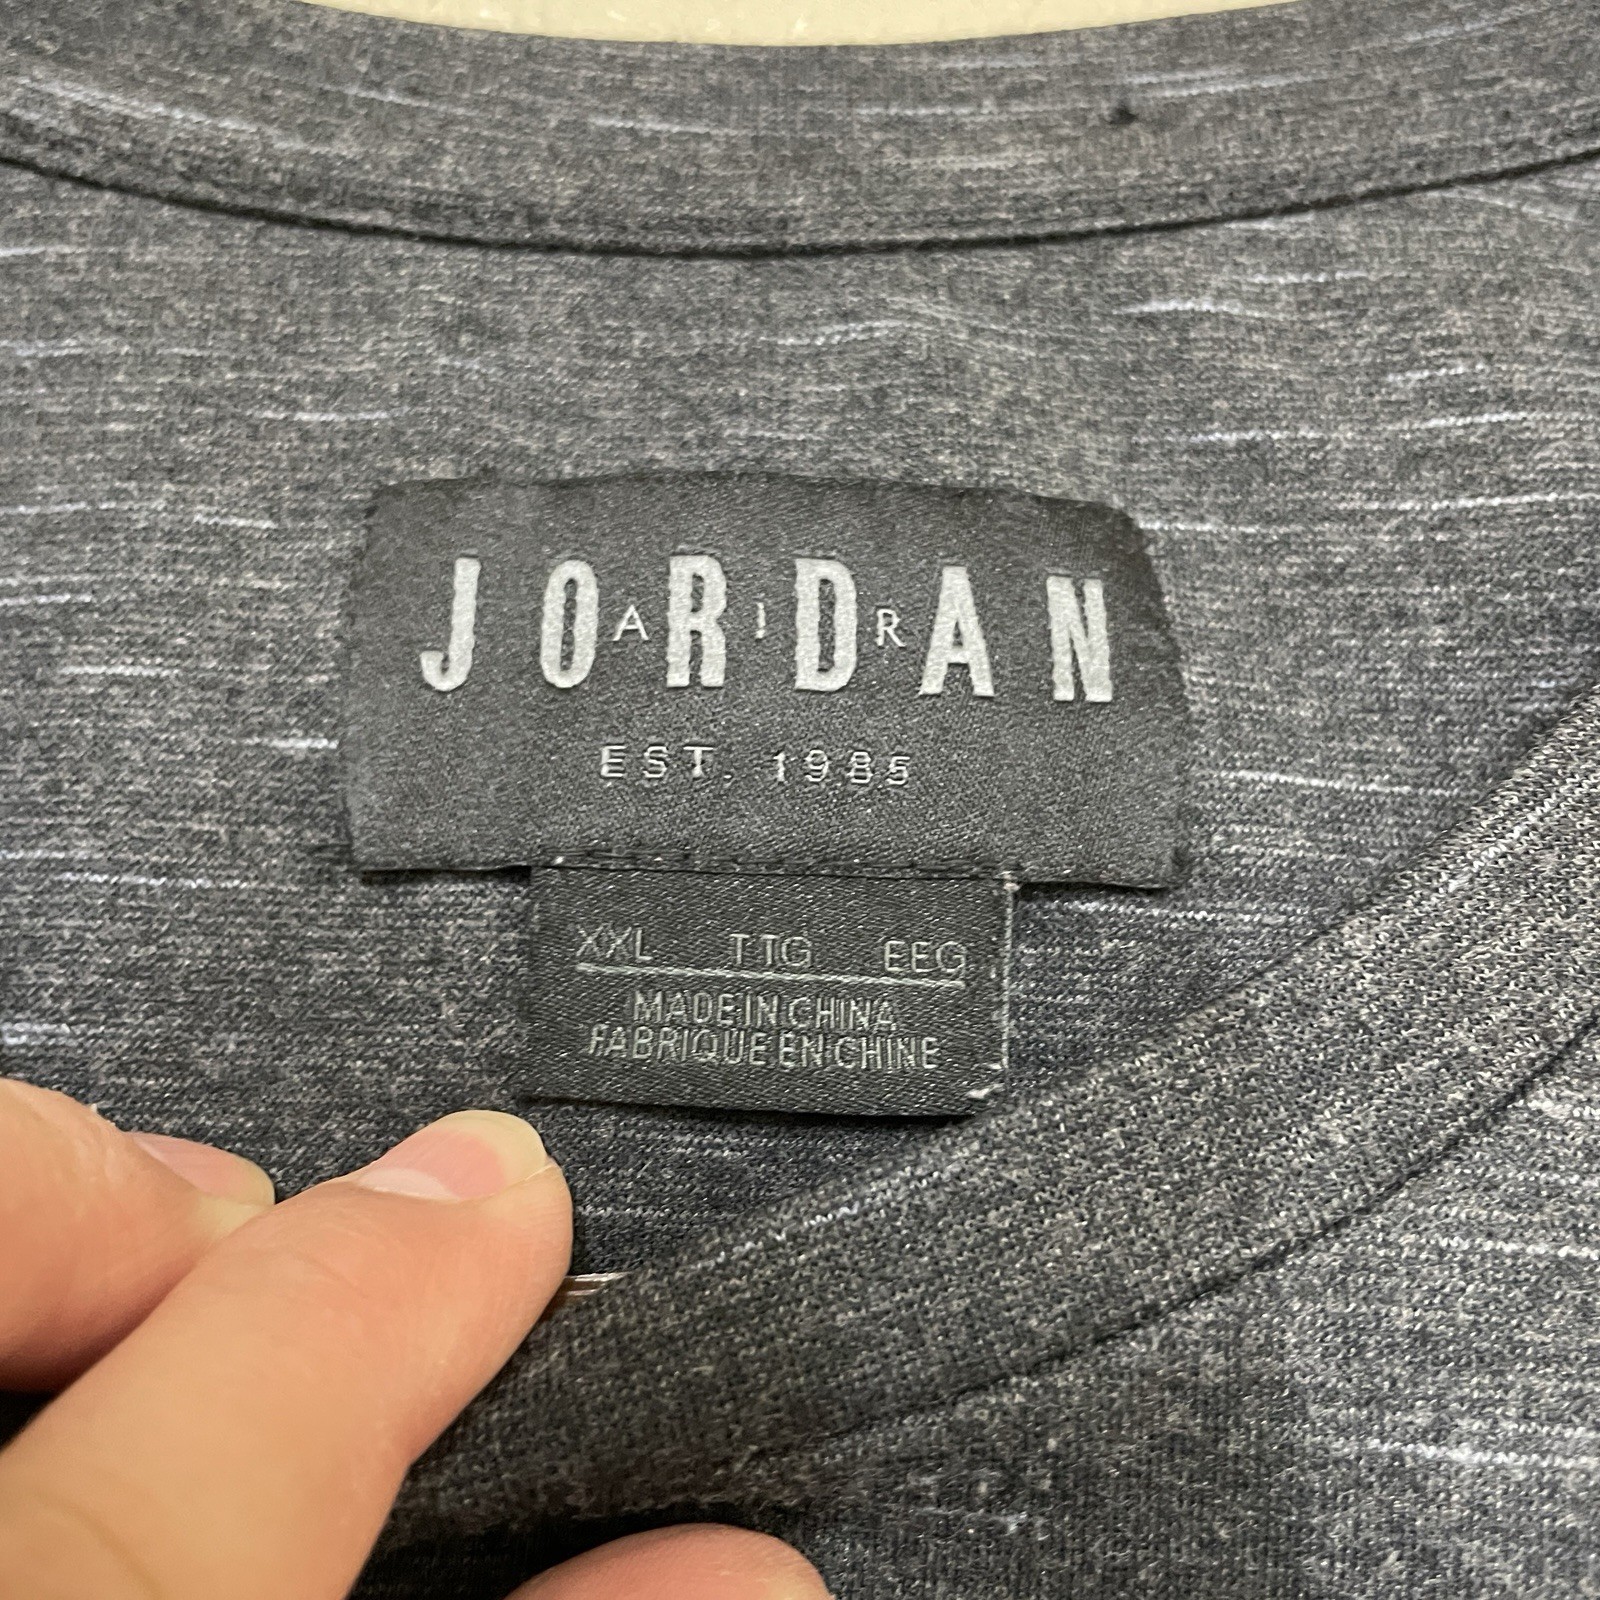 JORDAN
AIR
EST. 1985
XXL TTG EEG
MADE IN CHINA
FABRIQUE EN CHINE